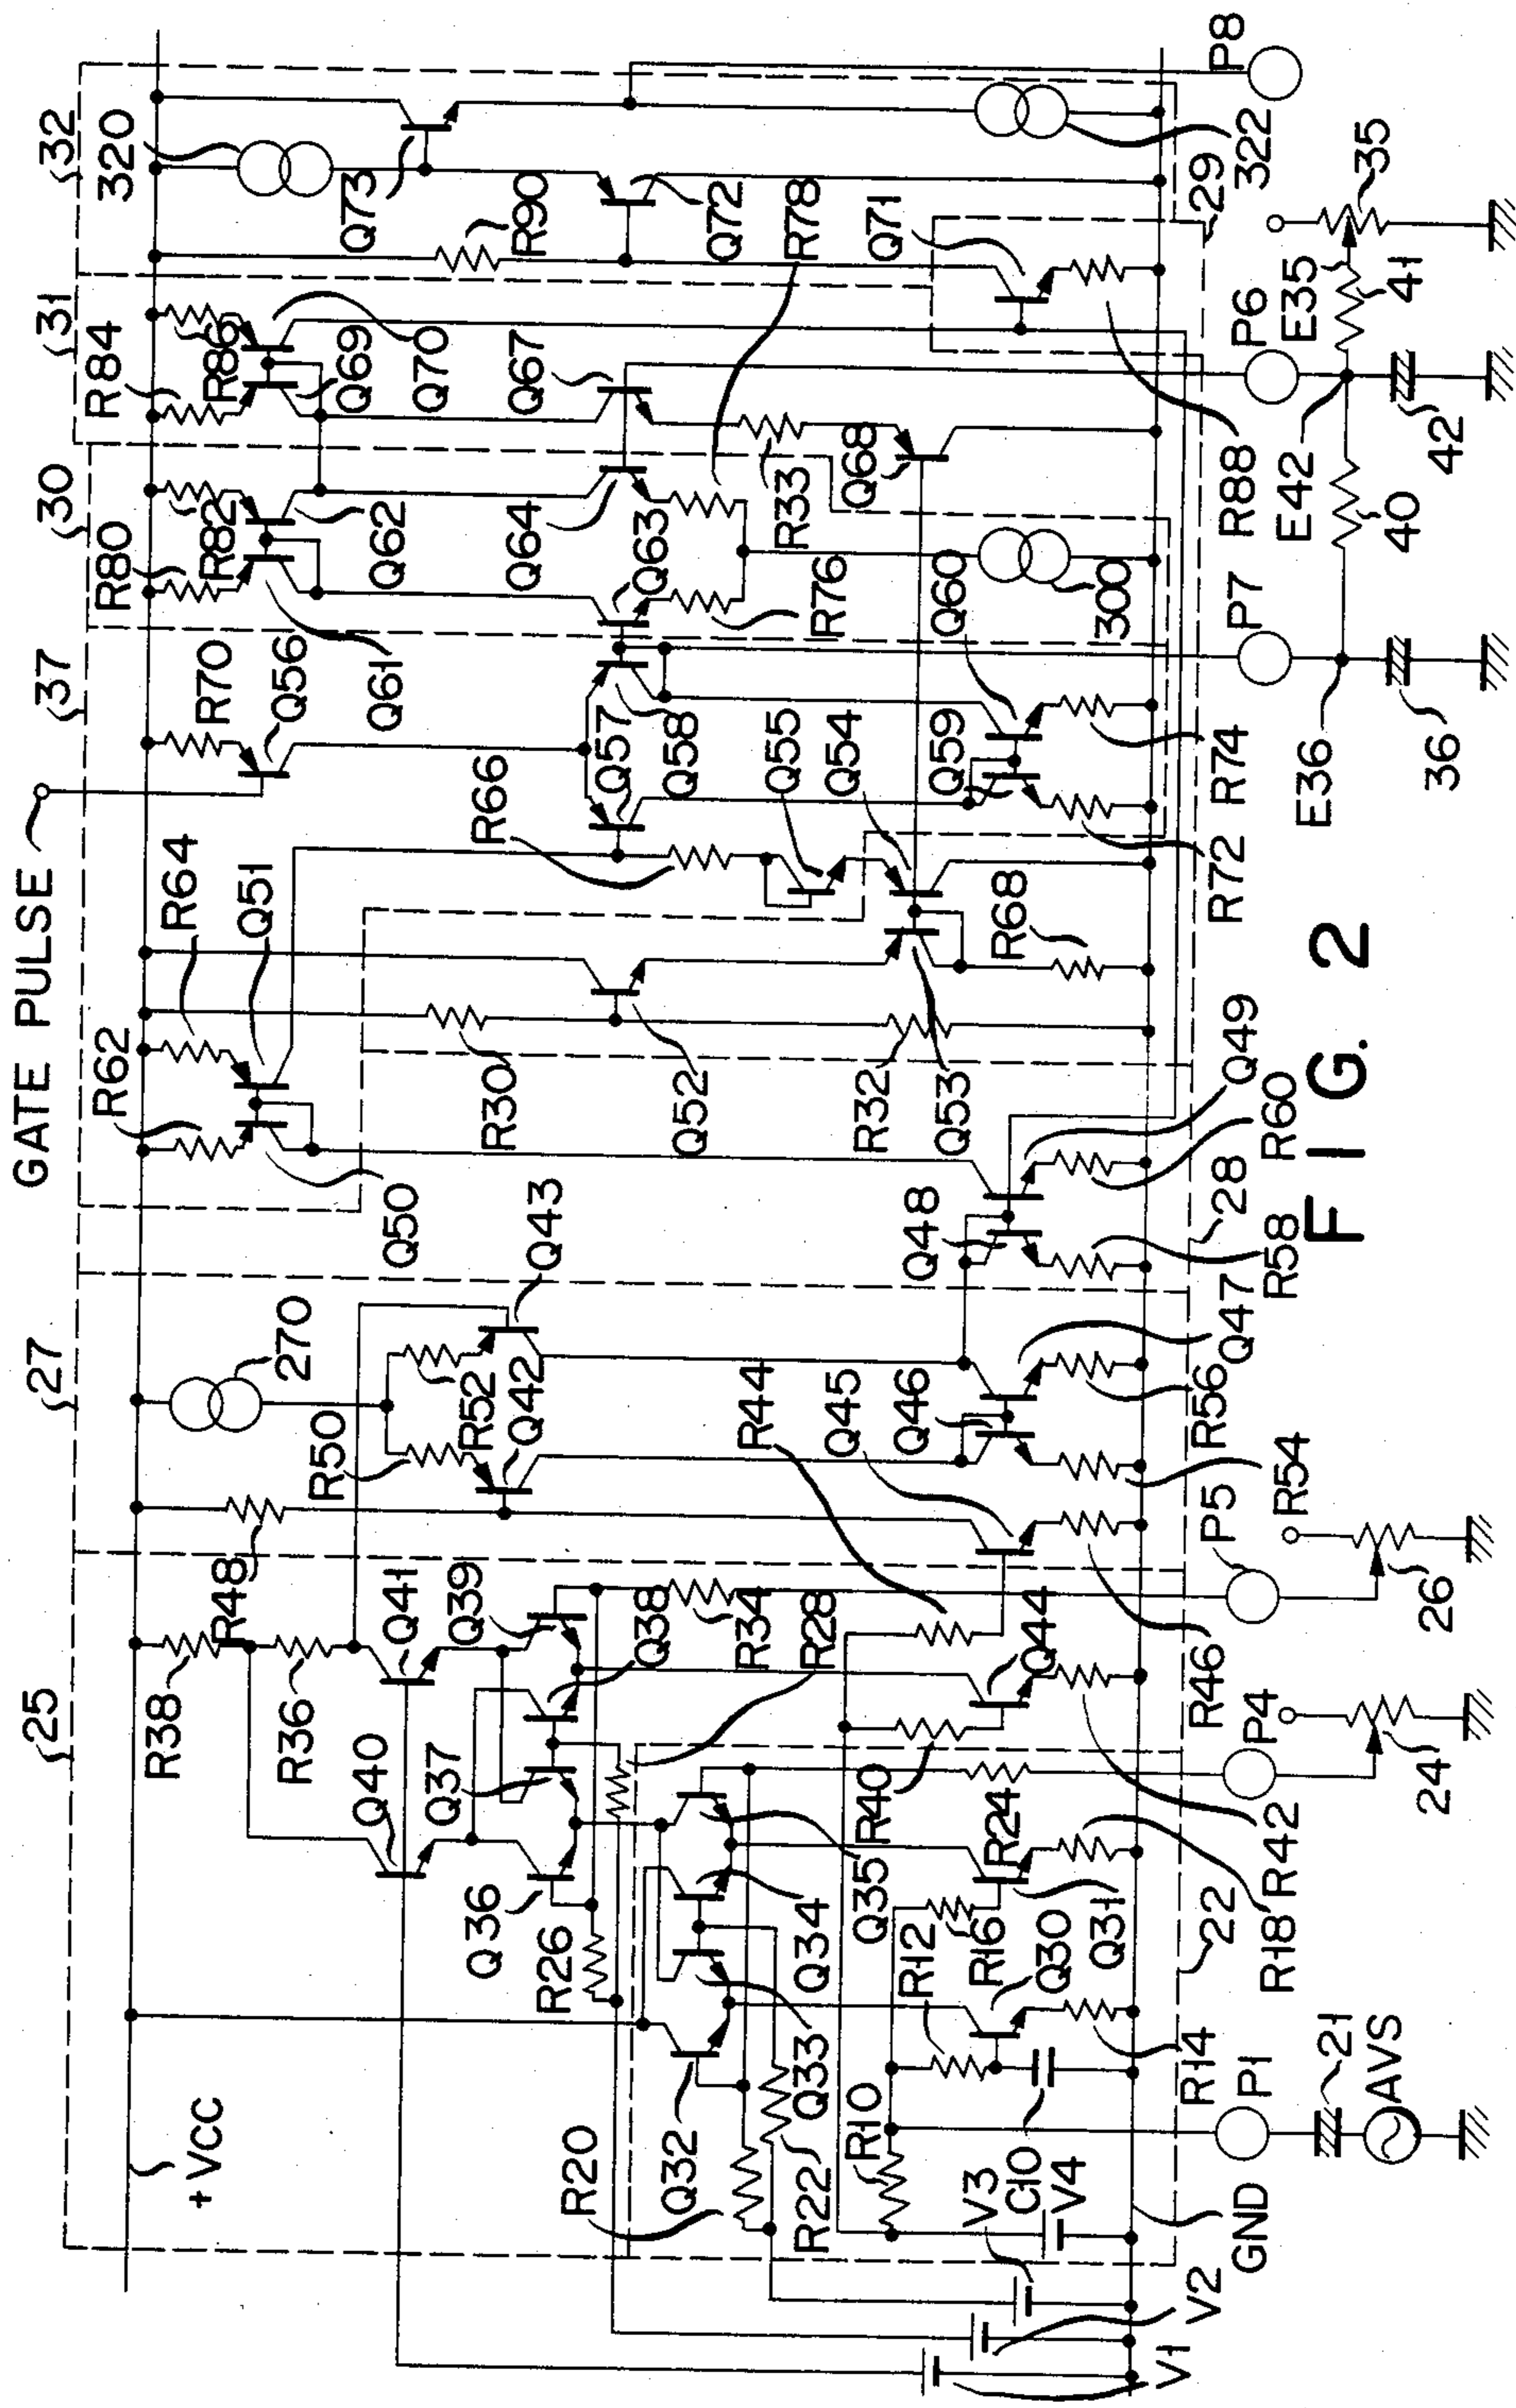 GATE PULSE
25
27
37
30
31
32
+VCC
R38
R48
R36
Q41
Q40
Q39
Q37
Q38
Q36
R26
R34
R28
R50
270
R52
Q42
Q43
R44
Q45
Q46
Q47
R62
R64
Q51
Q50
R30
Q52
R32
Q53
R66
R70
Q56
Q61
Q57
Q58
Q55
Q54
Q59
R68
R80
R82
Q62
Q64
Q63
R76
Q60
300
R84
R86
Q69
Q70
Q67
R33
Q68
R78
320
Q73
R90
Q72
Q71
322
29
R20
Q32
R22
Q33
Q34
Q35
R40
R24
R10
R12
R16
Q30
Q31
Q44
V3
C10
V4
V2
V1
GND
R14
22
R18
R42
R46
R56
R54
Q48
28
R58
R60
Q49
R72
R74
R88
P1
21
AVS
P4
24
P5
26
P7
E36
36
40
P6
E42
42
E35
41
35
P8
FIG. 2